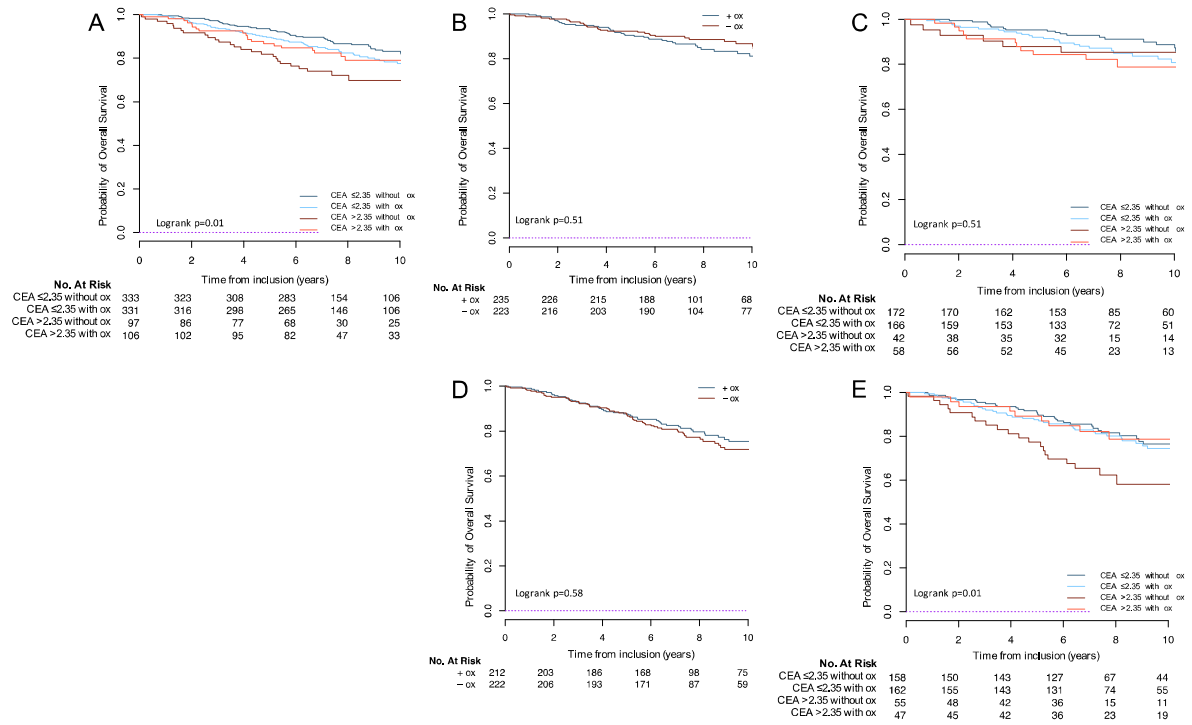 A
Probability of Overall Survival
1.0
0.8
0.6
0.4
0.2
0.0
CEA ≤2.35 without ox
CEA ≤2.35 with ox
CEA >2.35 without ox
CEA >2.35 with ox
Logrank p=0.01
0 2 4 6 8 10
Time from inclusion (years)
No. At Risk
CEA ≤2.35 without ox 333 323 308 283 154 106
CEA ≤2.35 with ox 331 316 298 265 146 106
CEA >2.35 without ox 97 86 77 68 30 25
CEA >2.35 with ox 106 102 95 82 47 33
B
Probability of Overall Survival
1.0
0.8
0.6
0.4
0.2
0.0
+ ox
− ox
Logrank p=0.51
0 2 4 6 8 10
Time from inclusion (years)
No. At Risk
+ ox 235 226 215 188 101 68
− ox 223 216 203 190 104 77
C
Probability of Overall Survival
1.0
0.8
0.6
0.4
0.2
0.0
CEA ≤2.35 without ox
CEA ≤2.35 with ox
CEA >2.35 without ox
CEA >2.35 with ox
Logrank p=0.51
0 2 4 6 8 10
Time from inclusion (years)
No. At Risk
CEA ≤2.35 without ox 172 170 162 153 85 60
CEA ≤2.35 with ox 166 159 153 133 72 51
CEA >2.35 without ox 42 38 35 32 15 14
CEA >2.35 with ox 58 56 52 45 23 13
D
Probability of Overall Survival
1.0
0.8
0.6
0.4
0.2
0.0
+ ox
− ox
Logrank p=0.58
0 2 4 6 8 10
Time from inclusion (years)
No. At Risk
+ ox 212 203 186 168 98 75
− ox 222 206 193 171 87 59
E
Probability of Overall Survival
1.0
0.8
0.6
0.4
0.2
0.0
CEA ≤2.35 without ox
CEA ≤2.35 with ox
CEA >2.35 without ox
CEA >2.35 with ox
Logrank p=0.01
0 2 4 6 8 10
Time from inclusion (years)
No. At Risk
CEA ≤2.35 without ox 158 150 143 127 67 44
CEA ≤2.35 with ox 162 155 143 131 74 55
CEA >2.35 without ox 55 48 42 36 15 11
CEA >2.35 with ox 47 45 42 36 23 19